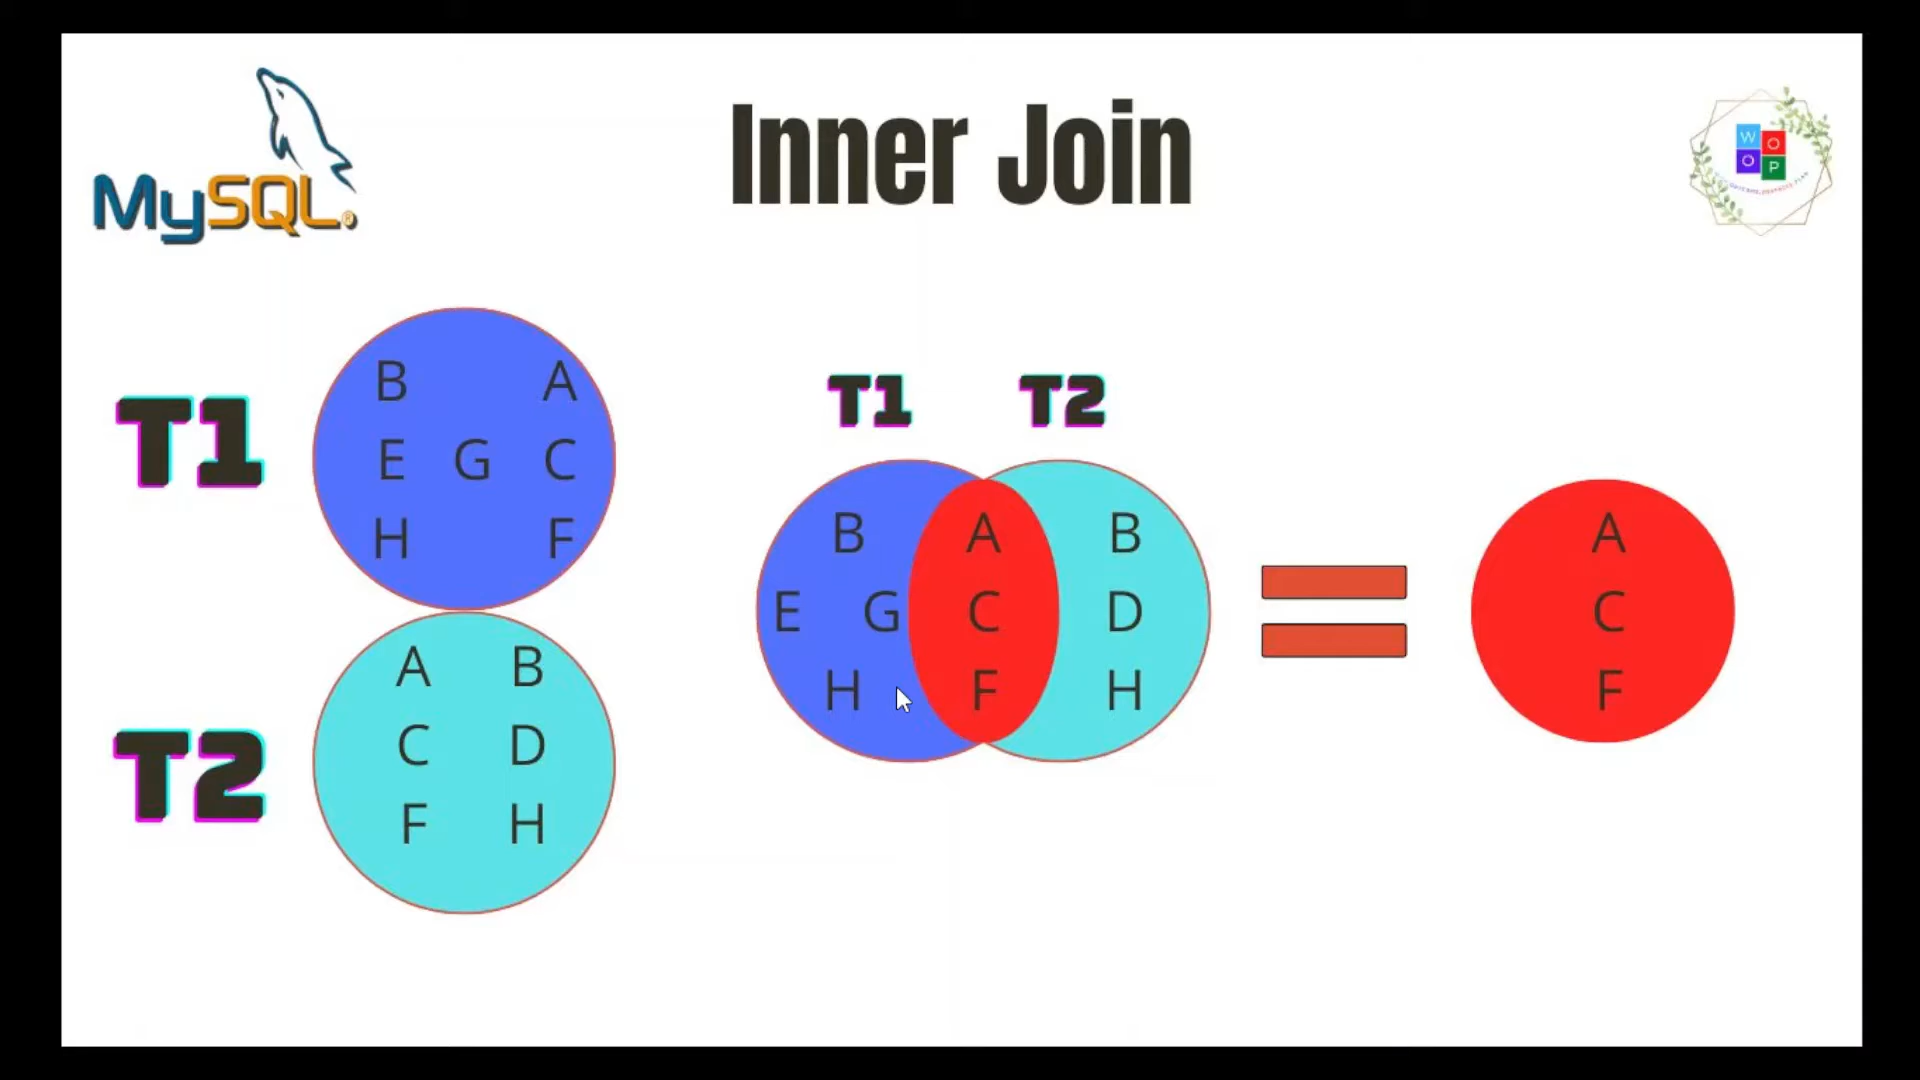 MySQL®
Inner Join
W O
O P
T1
B A
E G C
H F
T2
A B
C D
F H
T1 T2
B A B
E G C D
H F H
A
C
F